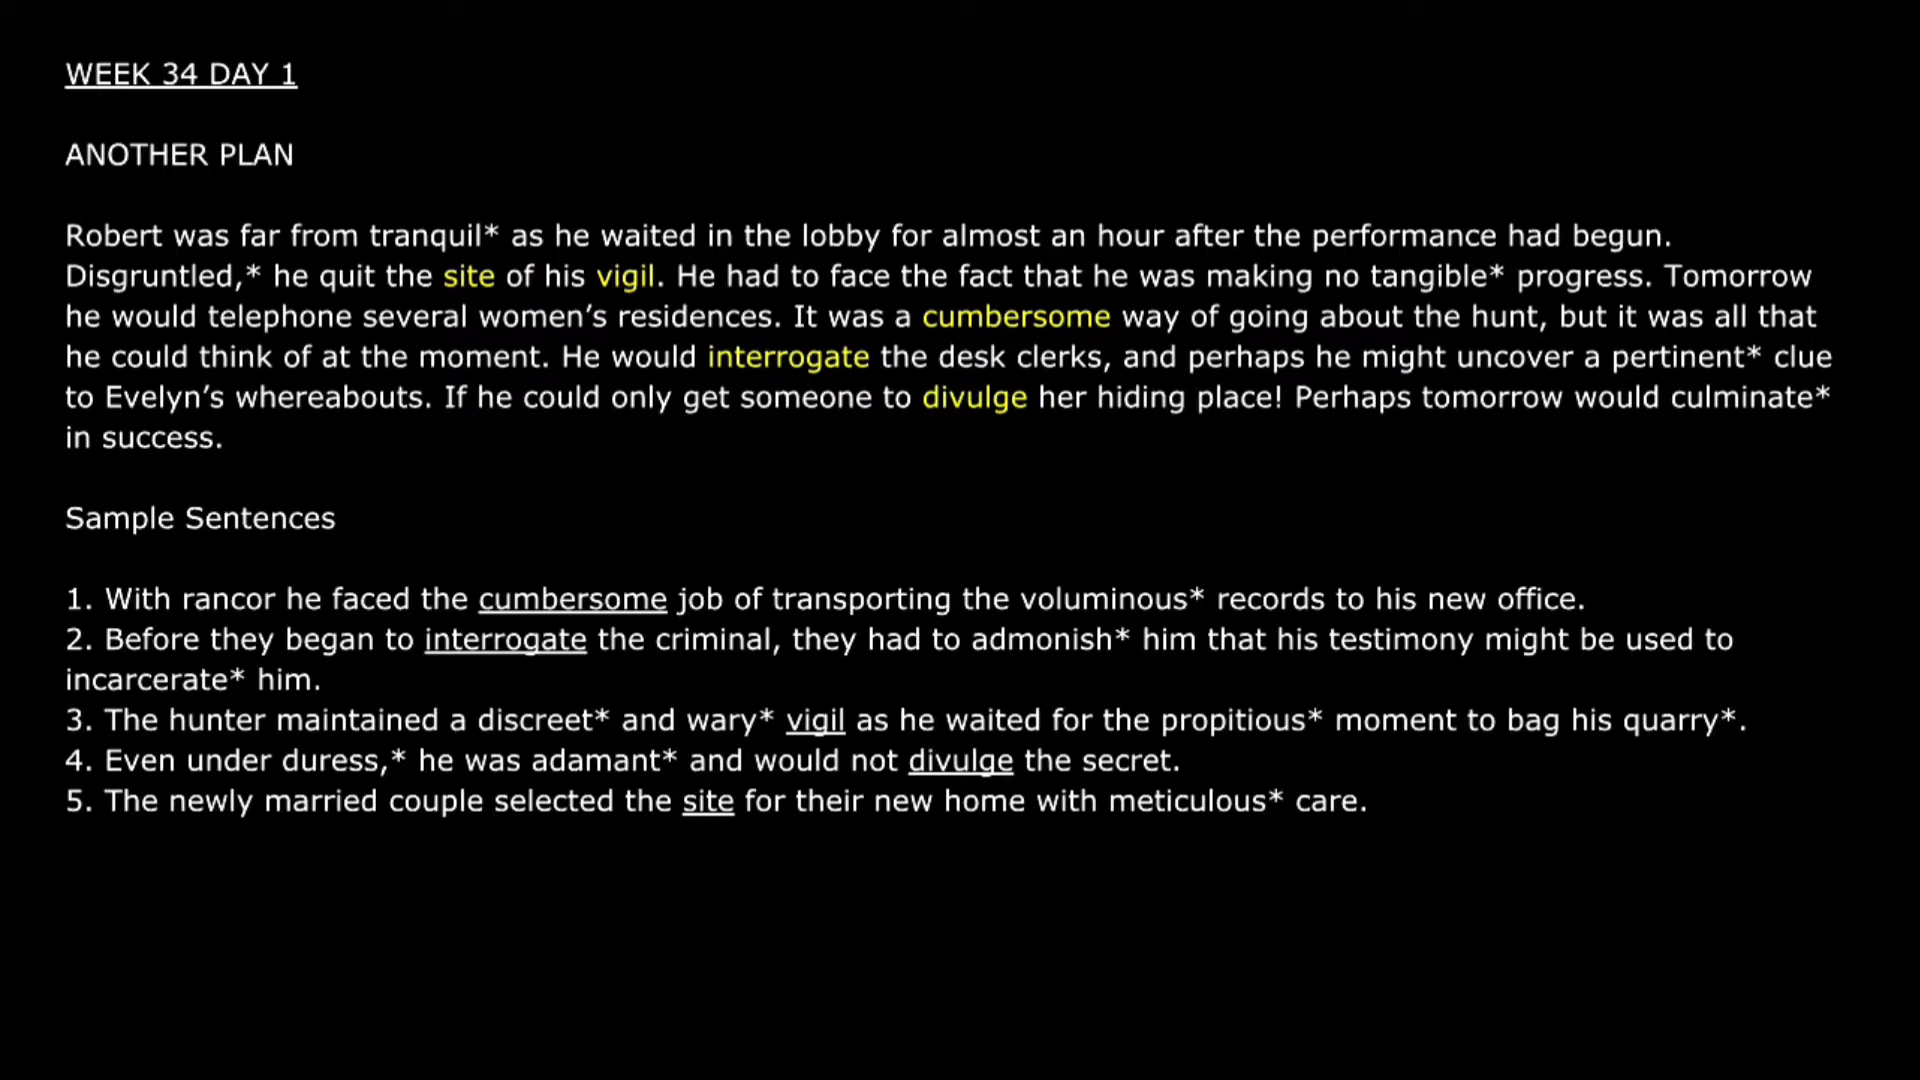 WEEK 34 DAY 1
ANOTHER PLAN
Robert was far from tranquil* as he waited in the lobby for almost an hour after the performance had begun.
Disgruntled,* he quit the site of his vigil. He had to face the fact that he was making no tangible* progress. Tomorrow
he would telephone several women’s residences. It was a cumbersome way of going about the hunt, but it was all that
he could think of at the moment. He would interrogate the desk clerks, and perhaps he might uncover a pertinent* clue
to Evelyn’s whereabouts. If he could only get someone to divulge her hiding place! Perhaps tomorrow would culminate*
in success.
Sample Sentences
1. With rancor he faced the cumbersome job of transporting the voluminous* records to his new office.
2. Before they began to interrogate the criminal, they had to admonish* him that his testimony might be used to
incarcerate* him.
3. The hunter maintained a discreet* and wary* vigil as he waited for the propitious* moment to bag his quarry*.
4. Even under duress,* he was adamant* and would not divulge the secret.
5. The newly married couple selected the site for their new home with meticulous* care.